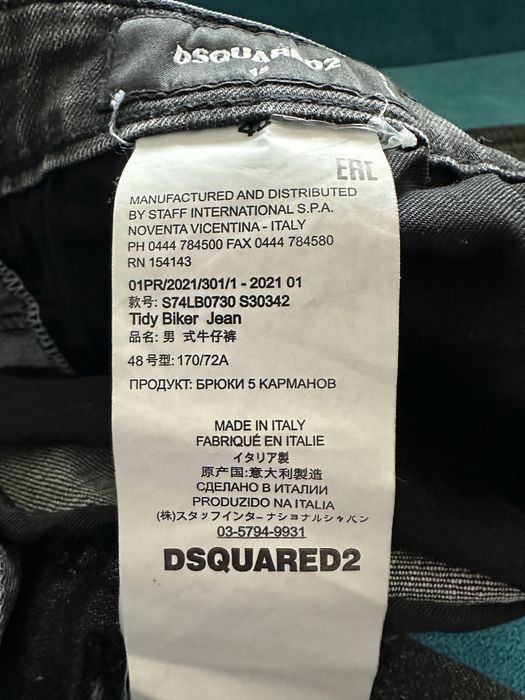 DSQUARED2
EAC
MANUFACTURED AND DISTRIBUTED
BY STAFF INTERNATIONAL S.P.A.
NOVENTA VICENTINA - ITALY
PH 0444 784500 FAX 0444 784580
RN 154143
01PR/2021/301/1 - 2021 01
款号: S74LB0730 S30342
Tidy Biker Jean
品名: 男 式牛仔裤
48 号型: 170/72A
ПРОДУКТ: БРЮКИ 5 КАРМАНОВ
MADE IN ITALY
FABRIQUÉ EN ITALIE
イタリア製
原产国:意大利製造
СДЕЛАНО В ИТАЛИИ
PRODUZIDO NA ITALIA
(株)スタッフインターナショナルジャパン
03-5794-9931
DSQUARED2